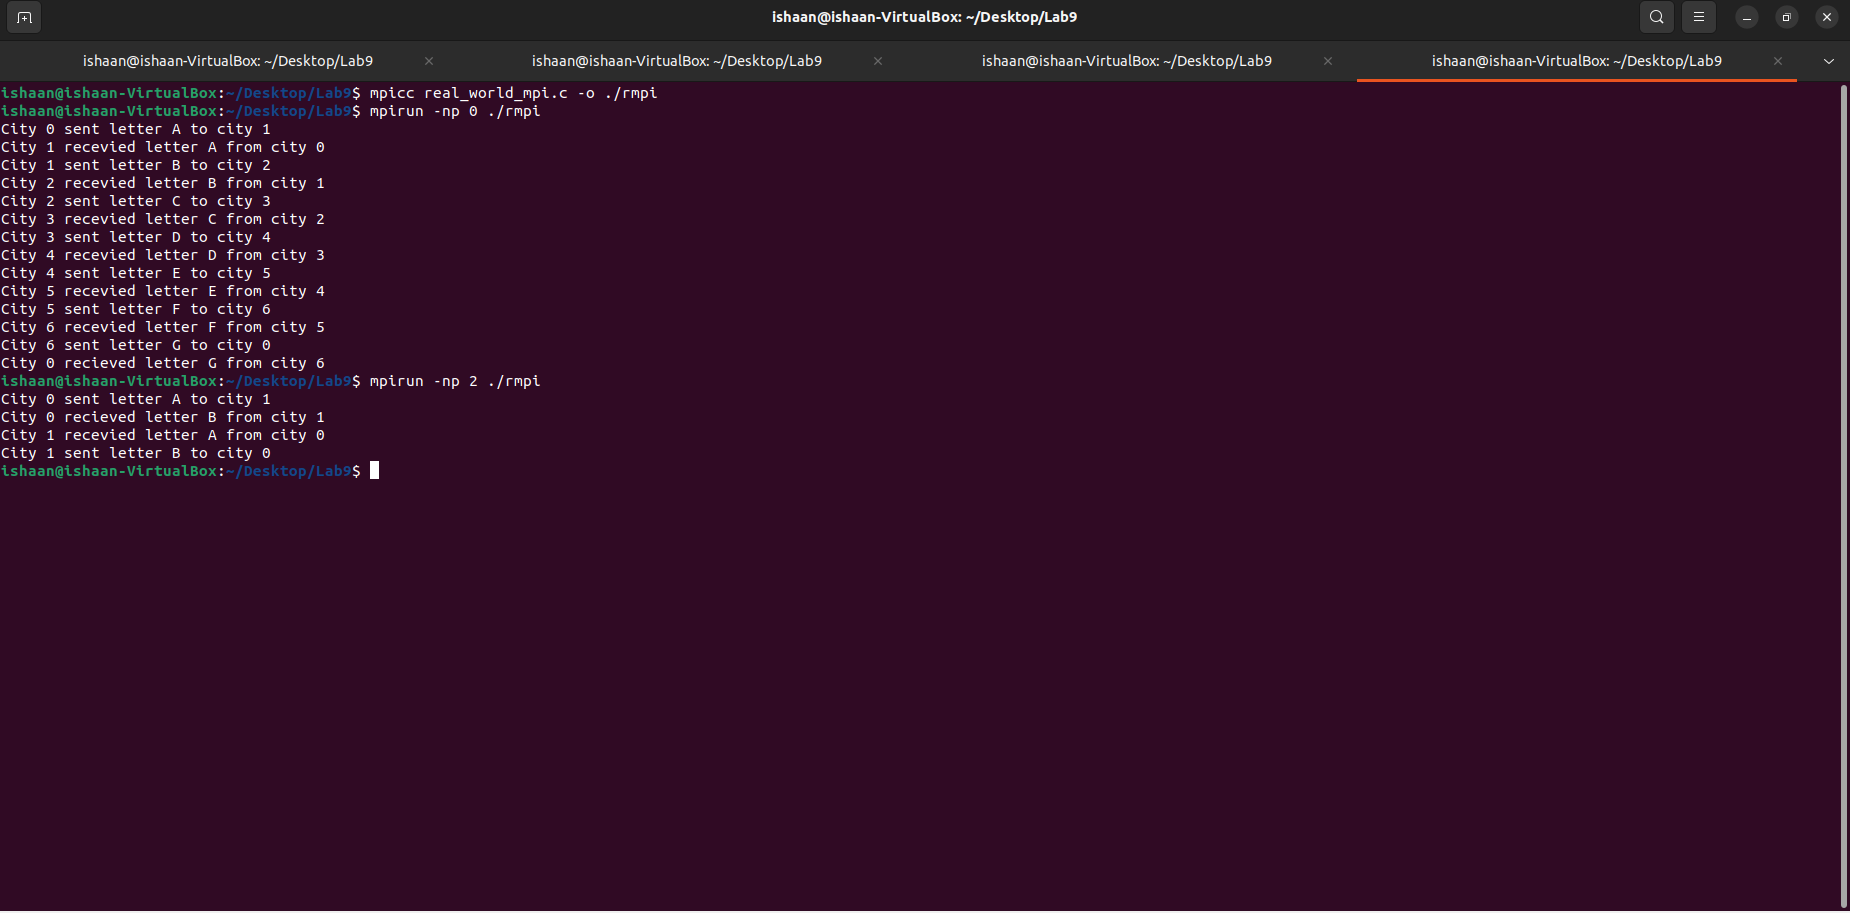 ishaan@ishaan-VirtualBox: ~/Desktop/Lab9
ishaan@ishaan-VirtualBox: ~/Desktop/Lab9
ishaan@ishaan-VirtualBox: ~/Desktop/Lab9
ishaan@ishaan-VirtualBox: ~/Desktop/Lab9
ishaan@ishaan-VirtualBox: ~/Desktop/Lab9
ishaan@ishaan-VirtualBox:~/Desktop/Lab9$ mpicc real_world_mpi.c -o ./rmpi
ishaan@ishaan-VirtualBox:~/Desktop/Lab9$ mpirun -np 0 ./rmpi
City 0 sent letter A to city 1
City 1 recevied letter A from city 0
City 1 sent letter B to city 2
City 2 recevied letter B from city 1
City 2 sent letter C to city 3
City 3 recevied letter C from city 2
City 3 sent letter D to city 4
City 4 recevied letter D from city 3
City 4 sent letter E to city 5
City 5 recevied letter E from city 4
City 5 sent letter F to city 6
City 6 recevied letter F from city 5
City 6 sent letter G to city 0
City 0 recieved letter G from city 6
ishaan@ishaan-VirtualBox:~/Desktop/Lab9$ mpirun -np 2 ./rmpi
City 0 sent letter A to city 1
City 0 recieved letter B from city 1
City 1 recevied letter A from city 0
City 1 sent letter B to city 0
ishaan@ishaan-VirtualBox:~/Desktop/Lab9$